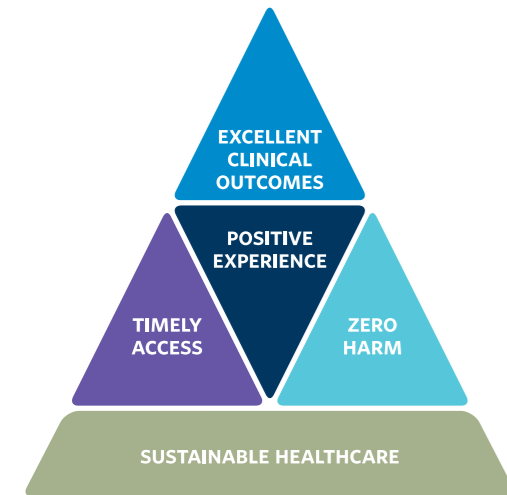 EXCELLENT
CLINICAL
OUTCOMES
POSITIVE
EXPERIENCE
TIMELY
ACCESS
ZERO
HARM
SUSTAINABLE HEALTHCARE